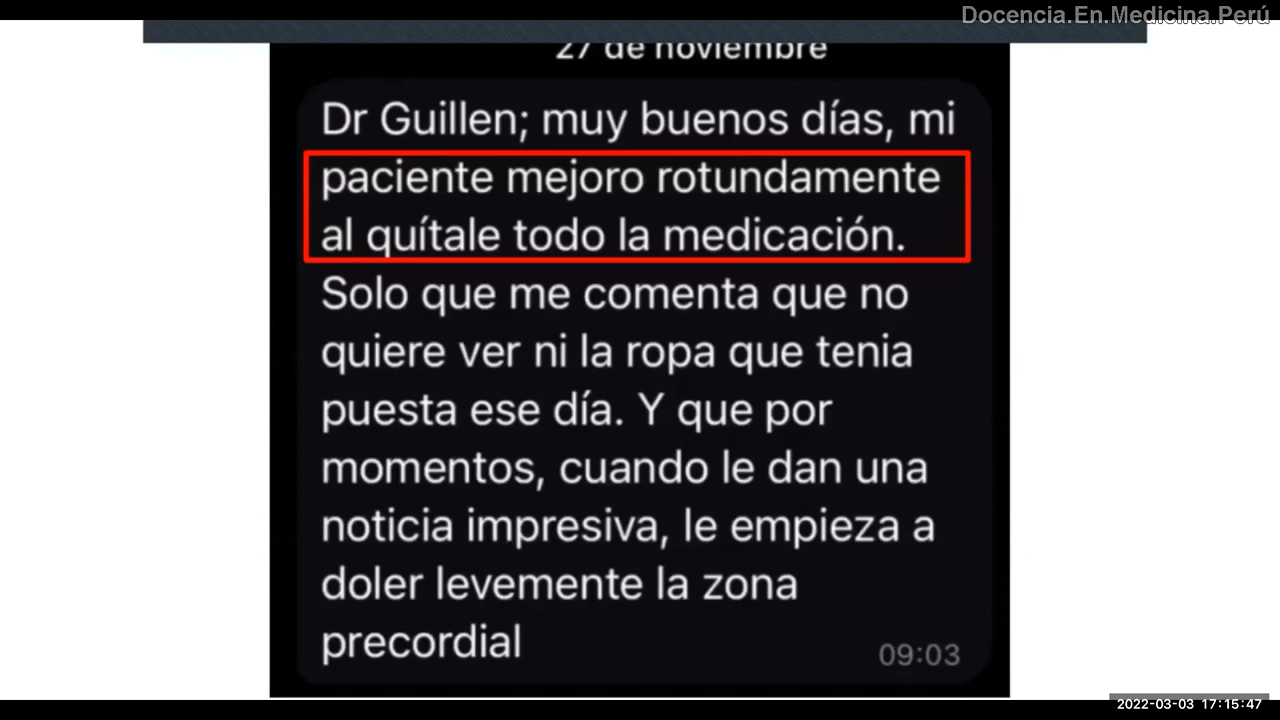 Docencia.En.Medicina.Perú
27 de noviembre
Dr Guillen; muy buenos días, mi
paciente mejoro rotundamente
al quítale todo la medicación.
Solo que me comenta que no
quiere ver ni la ropa que tenia
puesta ese día. Y que por
momentos, cuando le dan una
noticia impresiva, le empieza a
doler levemente la zona
precordial
09:03
2022-03-03 17:15:47